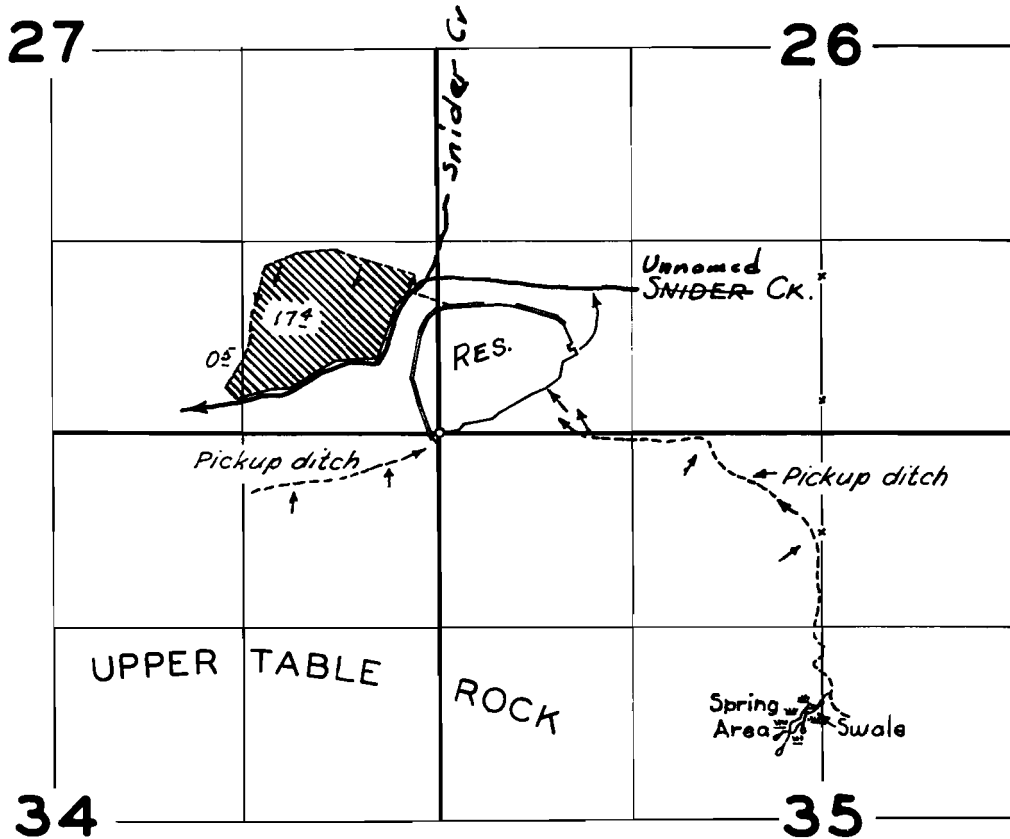 27
26
Snider Cr
Unnamed
SNIDER CK.
17.4
0.5
RES.
Pickup ditch
Pickup ditch
UPPER TABLE ROCK
Spring
Area
Swale
34
35